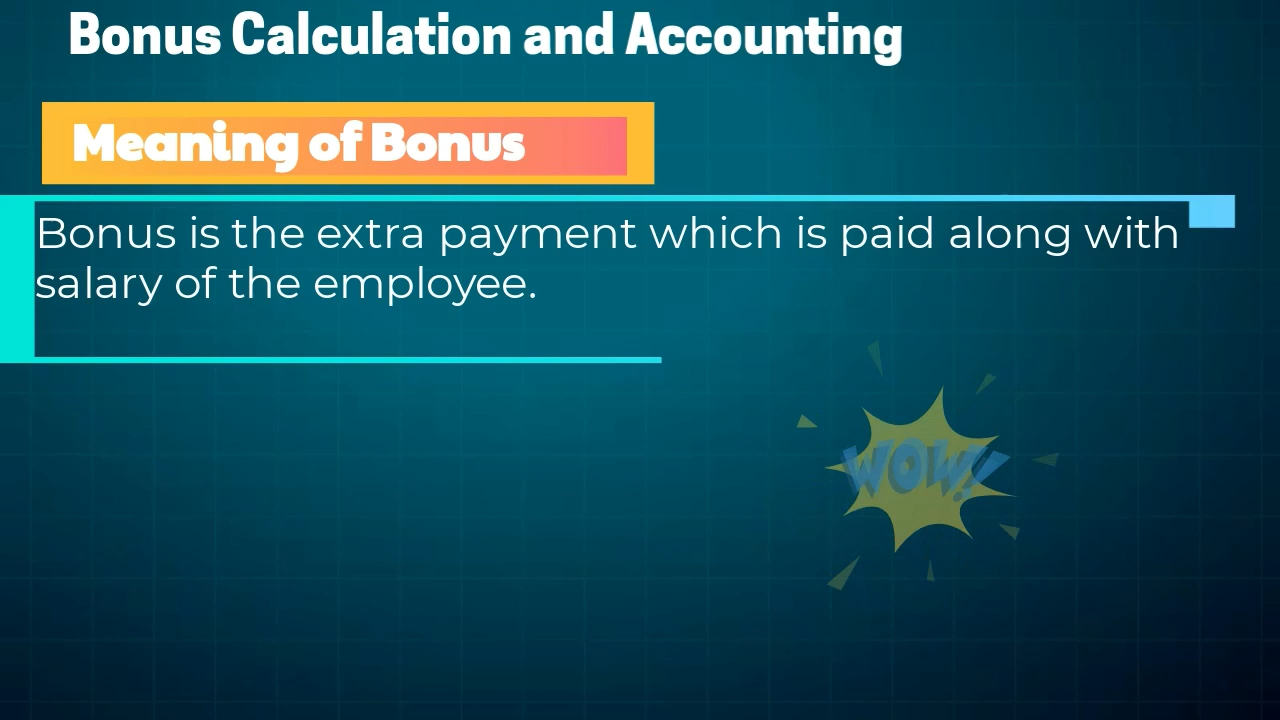 Bonus Calculation and Accounting
Meaning of Bonus
Bonus is the extra payment which is paid along with
salary of the employee.
WOW!